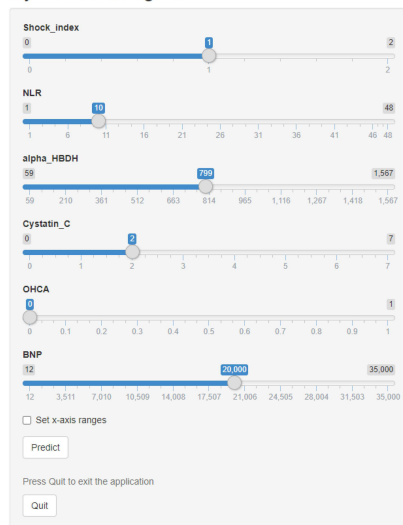 Shock_index
0 1 2
0 1 2
NLR
1 10 48
1 6 11 16 21 26 31 36 41 46 48
alpha_HBDH
59 799 1,567
59 210 361 512 663 814 965 1,116 1,267 1,418 1,567
Cystatin_C
0 2 7
0 1 2 3 4 5 6 7
OHCA
0 1
0 0.1 0.2 0.3 0.4 0.5 0.6 0.7 0.8 0.9 1
BNP
12 20,000 35,000
12 3,511 7,010 10,509 14,008 17,507 21,006 24,505 28,004 31,503 35,000
Set x-axis ranges
Predict
Press Quit to exit the application
Quit